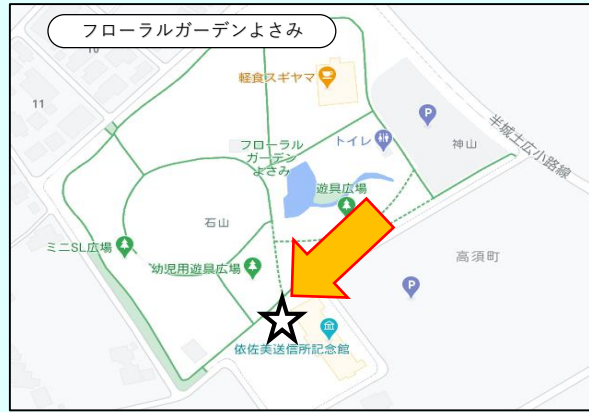 フローラルガーデンよさみ
10
11
軽食スギヤマ
P
半城土広小路線
フローラル
ガーデン
よさみ
トイレ
神山
遊具広場
石山
ミニSL広場
幼児用遊具広場
高須町
P
依佐美送信所記念館